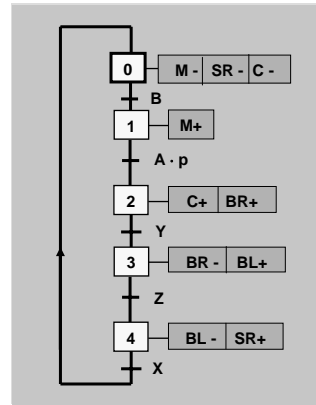 0 M - SR - C -
B
1 M+
A · p
2 C+ BR+
Y
3 BR - BL+
Z
4 BL - SR+
X